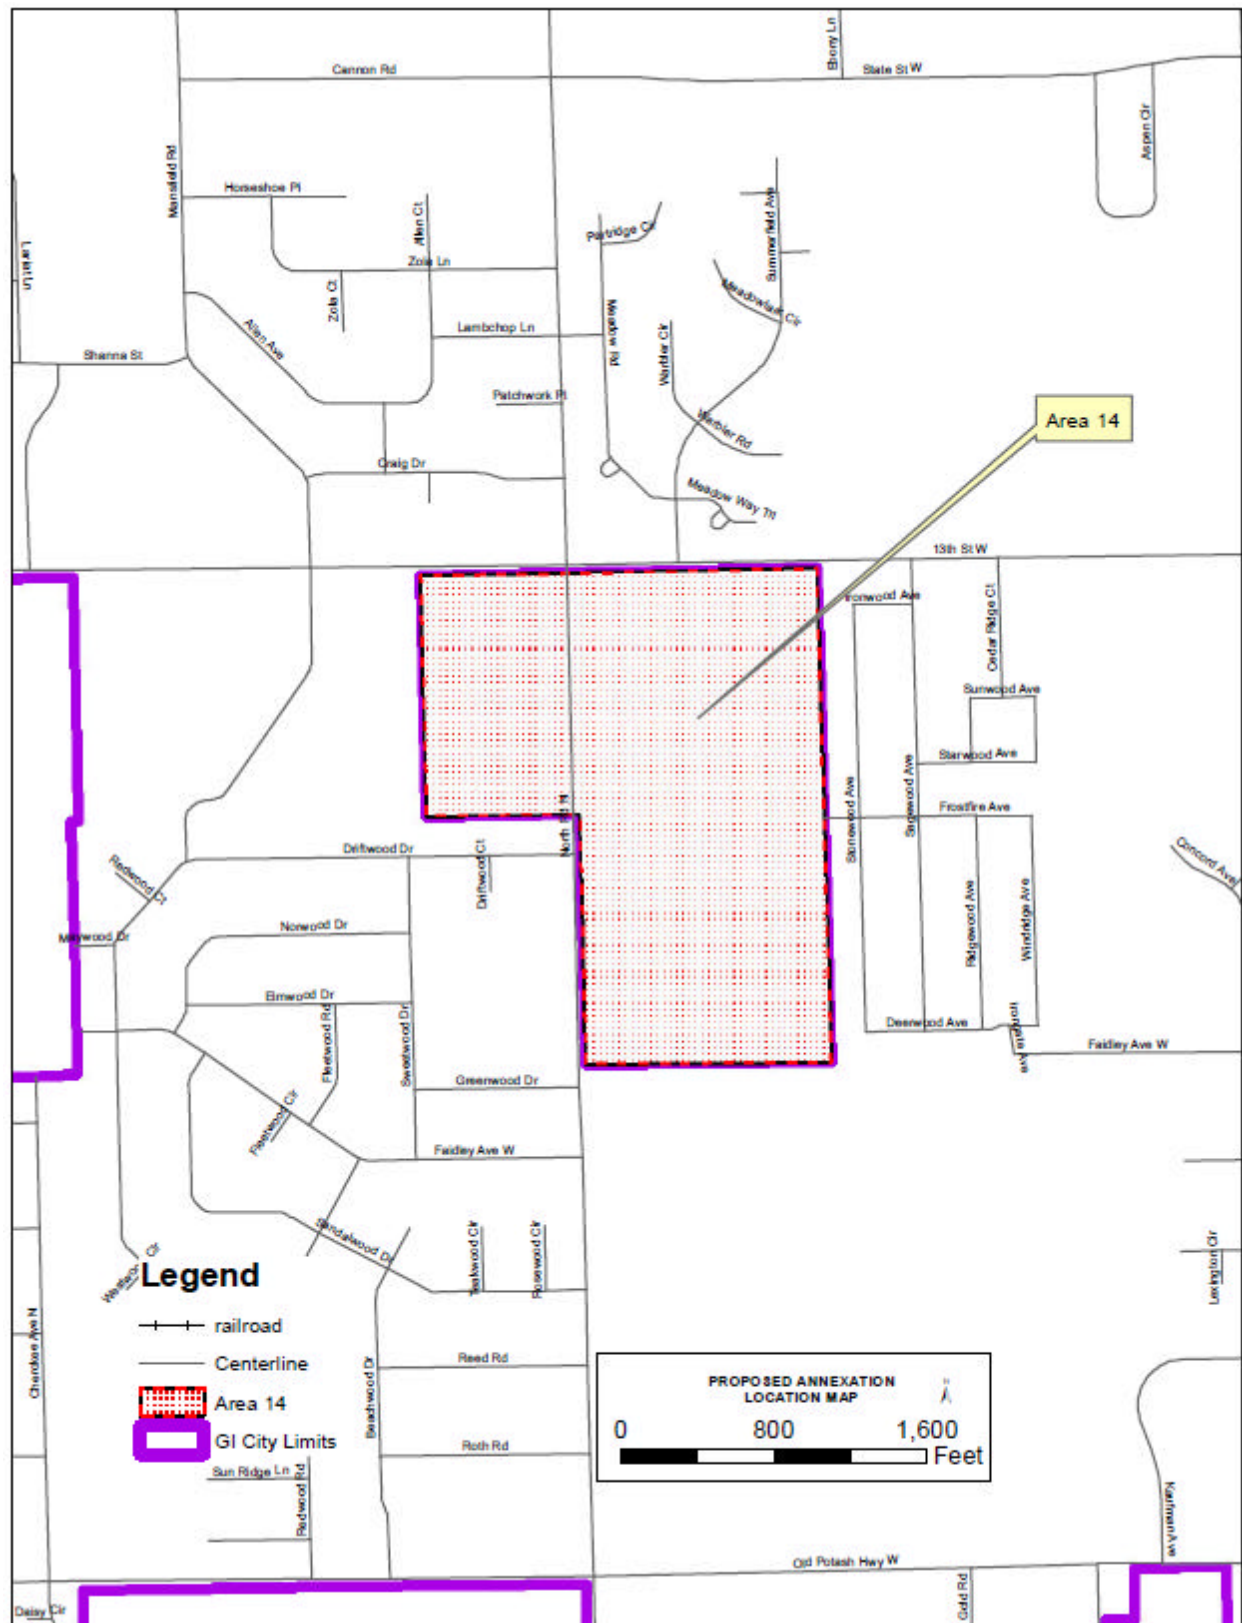 Ebony Ln
Cannon Rd
State St W
Aspen Cir
Mansfield Rd
Horseshoe Pl
Allen Ct
Summerfield Ave
Partridge Cir
Lariat Ln
Zola Ln
Zola Ct
Meadowlark Cir
Allen Ave
Lambchop Ln
Meadow Rd
Warbler Cir
Shanna St
Patchwork Pl
Warbler Rd
Area 14
Craig Dr
Meadow Way Trl
13th St W
Ironwood Ave
Cedar Ridge Ct
Sunwood Ave
Starwood Ave
Stonewood Ave
Sagewood Ave
Frostfire Ave
North Rd N
Driftwood Dr
Driftwood Ct
Redwood Ct
Concord Ave
Ridgewood Ave
Windridge Ave
Norwood Dr
Maywood Dr
Elmwood Dr
Fleetwood Rd
Sweetwood Dr
Deerwood Ave
Irongate Ave
Faidley Ave W
Greenwood Dr
Fleetwood Cir
Faidley Ave W
Sandalwood Dr
Teakwood Cir
Rosewood Cir
Lexington Cir
Legend
railroad
Centerline
Area 14
GI City Limits
Cherokee Ave N
Beachwood Dr
Reed Rd
Roth Rd
PROPOSED ANNEXATION
LOCATION MAP
N
0 800 1,600
Feet
Sun Ridge Ln
Redwood Rd
Kaufman Ave
Old Potash Hwy W
Gold Rd
Daisy Cir